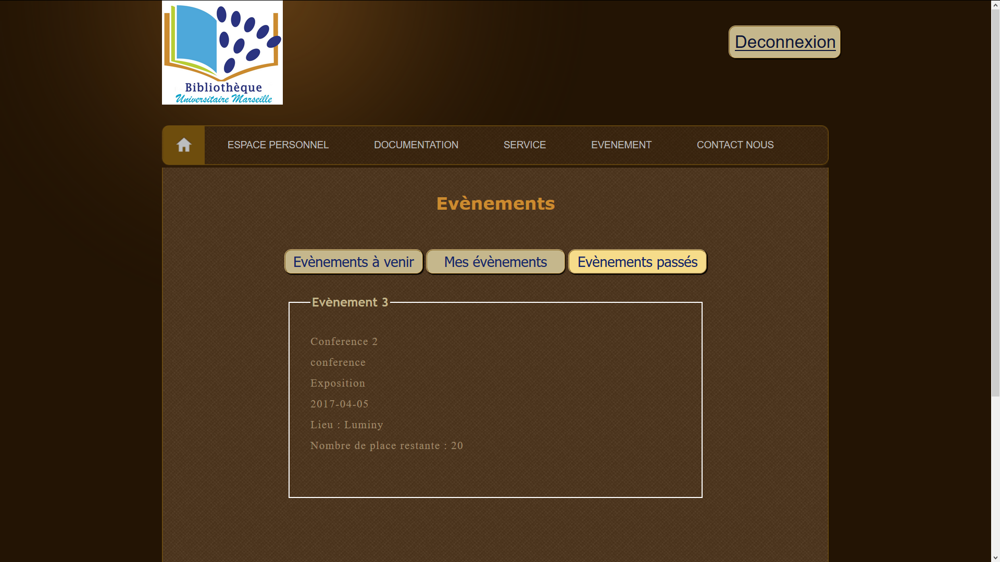 Bibliothèque
Universitaire Marseille
Deconnexion
ESPACE PERSONNEL DOCUMENTATION SERVICE EVENEMENT CONTACT NOUS
Evènements
Evènements à venir Mes évènements Evènements passés
Evènement 3
Conference 2
conference
Exposition
2017-04-05
Lieu : Luminy
Nombre de place restante : 20